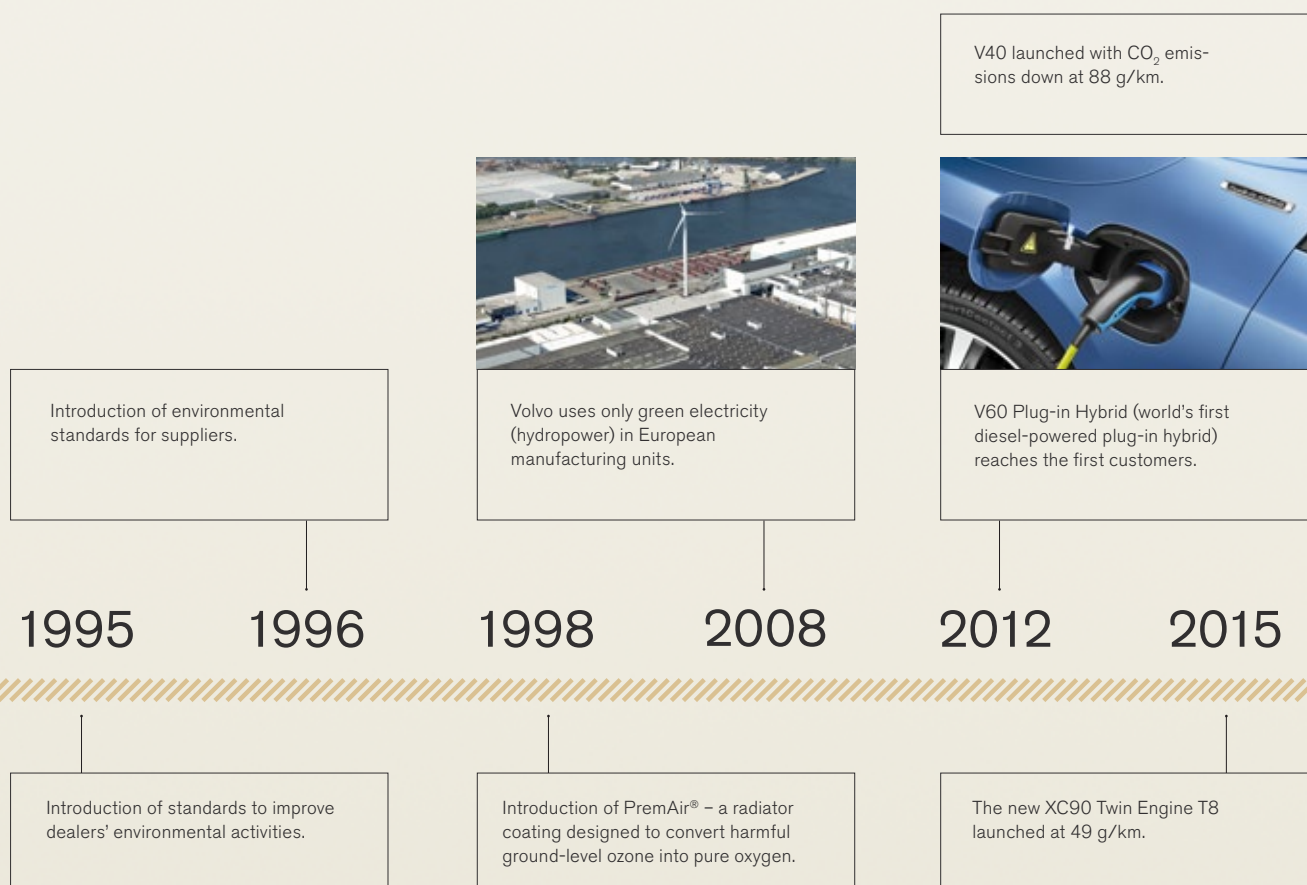 V40 launched with CO₂ emis-
sions down at 88 g/km.
Introduction of environmental
standards for suppliers.
Volvo uses only green electricity
(hydropower) in European
manufacturing units.
V60 Plug-in Hybrid (world's first
diesel-powered plug-in hybrid)
reaches the first customers.
1995 1996 1998 2008 2012 2015
Introduction of standards to improve
dealers' environmental activities.
Introduction of PremAir® – a radiator
coating designed to convert harmful
ground-level ozone into pure oxygen.
The new XC90 Twin Engine T8
launched at 49 g/km.